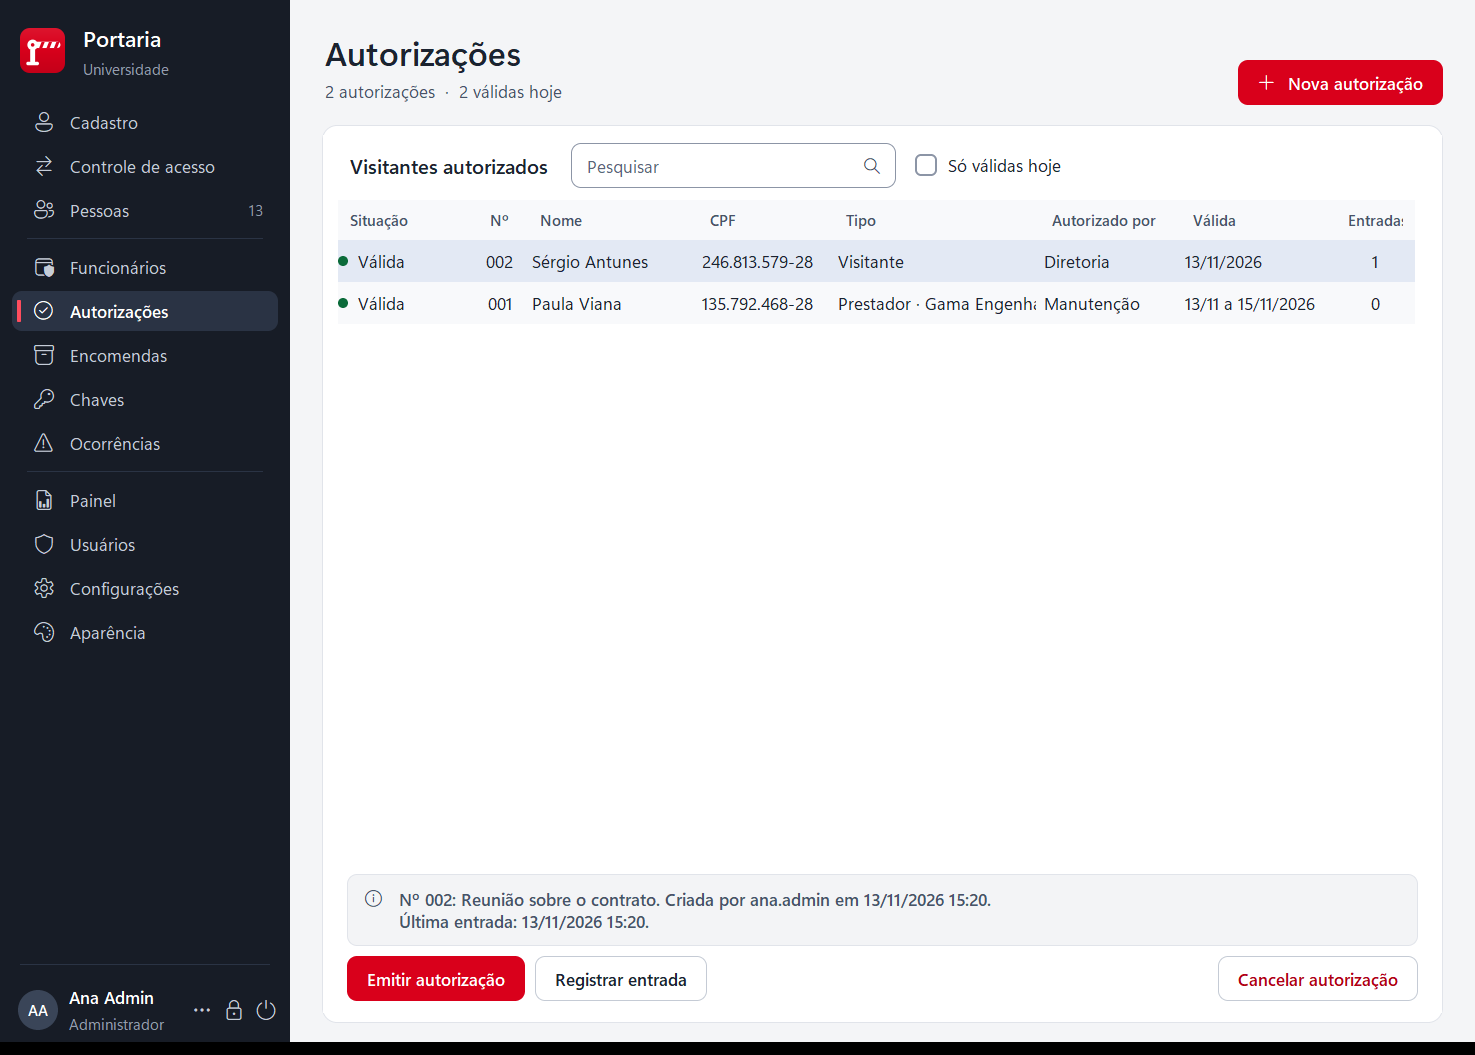 Portaria
Universidade
Cadastro
Controle de acesso
Pessoas 13
Funcionários
Autorizações
Encomendas
Chaves
Ocorrências
Painel
Usuários
Configurações
Aparência
AA
Ana Admin
Administrador
Autorizações
2 autorizações · 2 válidas hoje
Nova autorização
Visitantes autorizados
Pesquisar
Só válidas hoje
Situação Nº Nome CPF Tipo Autorizado por Válida Entradas
Válida 002 Sérgio Antunes 246.813.579-28 Visitante Diretoria 13/11/2026 1
Válida 001 Paula Viana 135.792.468-28 Prestador · Gama Engenha Manutenção 13/11 a 15/11/2026 0
Nº 002: Reunião sobre o contrato. Criada por ana.admin em 13/11/2026 15:20.
Última entrada: 13/11/2026 15:20.
Emitir autorização
Registrar entrada
Cancelar autorização